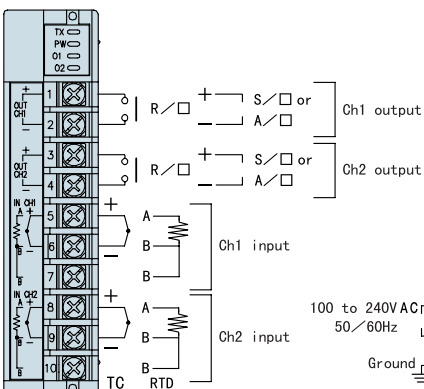 TX
PW
O1
O2
+ 1
OUT CH1
- 2
R/□
+ S/□ or
- A/□
Ch1 output
+ 3
OUT CH2
- 4
R/□
+ S/□ or
- A/□
Ch2 output
IN CH1
A + 5
6
B
7
+
-
A
B
B
Ch1 input
IN CH2
A + 8
9
B
10
+
-
A
B
B
Ch2 input
TC RTD
100 to 240V AC
50/60Hz
Ground